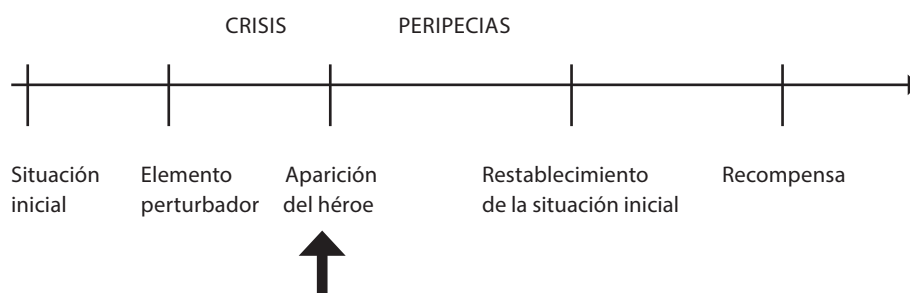 CRISIS PERIPECIAS
Situación inicial
Elemento perturbador
Aparición del héroe
Restablecimiento de la situación inicial
Recompensa